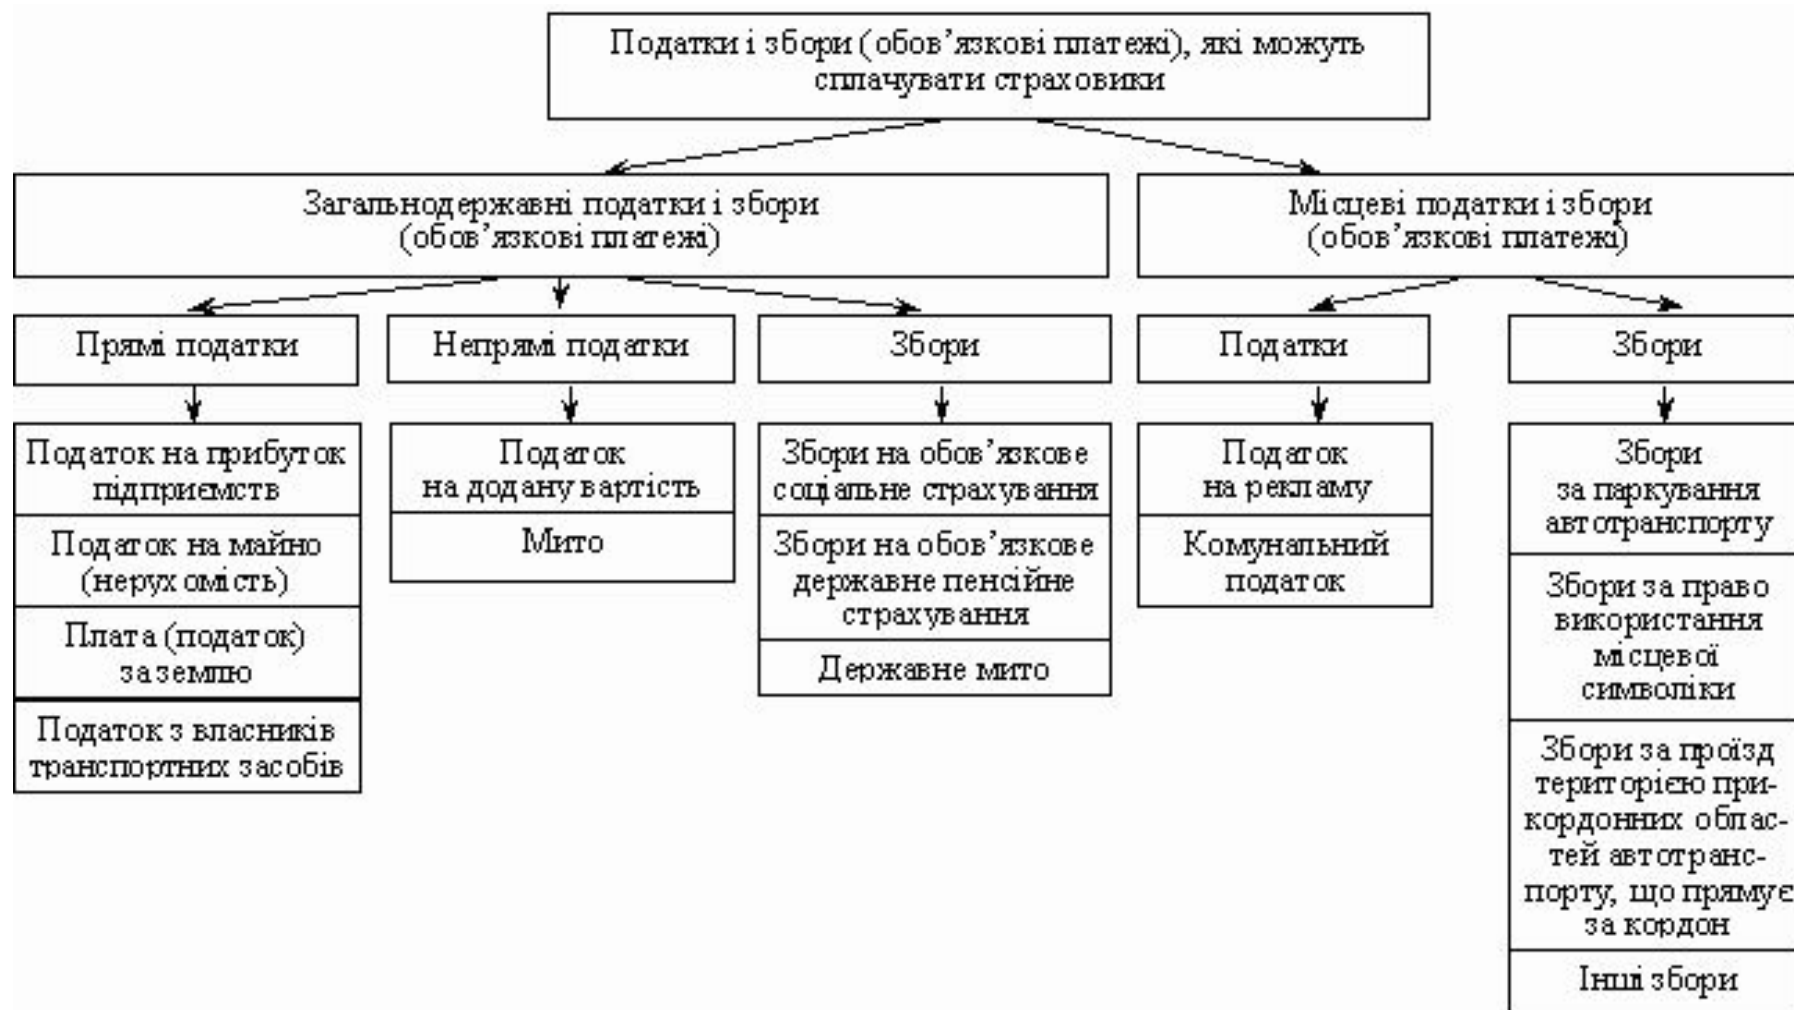 Податки і збори (обов’язкові платежі), які можуть
сплачувати страховики
Загальнодержавні податки і збори
(обов’язкові платежі)
Місцеві податки і збори
(обов’язкові платежі)
Прямі податки
Непрямі податки
Збори
Податки
Збори
Податок на прибуток
підприємств
Податок на майно
(нерухомість)
Плата (податок)
за землю
Податок з власників
транспортних засобів
Податок
на додану вартість
Мито
Збори на обов’язкове
соціальне страхування
Збори на обов’язкове
державне пенсійне
страхування
Державне мито
Податок
на рекламу
Комунальний
податок
Збори
за паркування
автотранспорту
Збори за право
використання
місцевої
символіки
Збори за проїзд
територією при-
кордонних облас-
тей автотранс-
порту, що прямує
за кордон
Інші збори